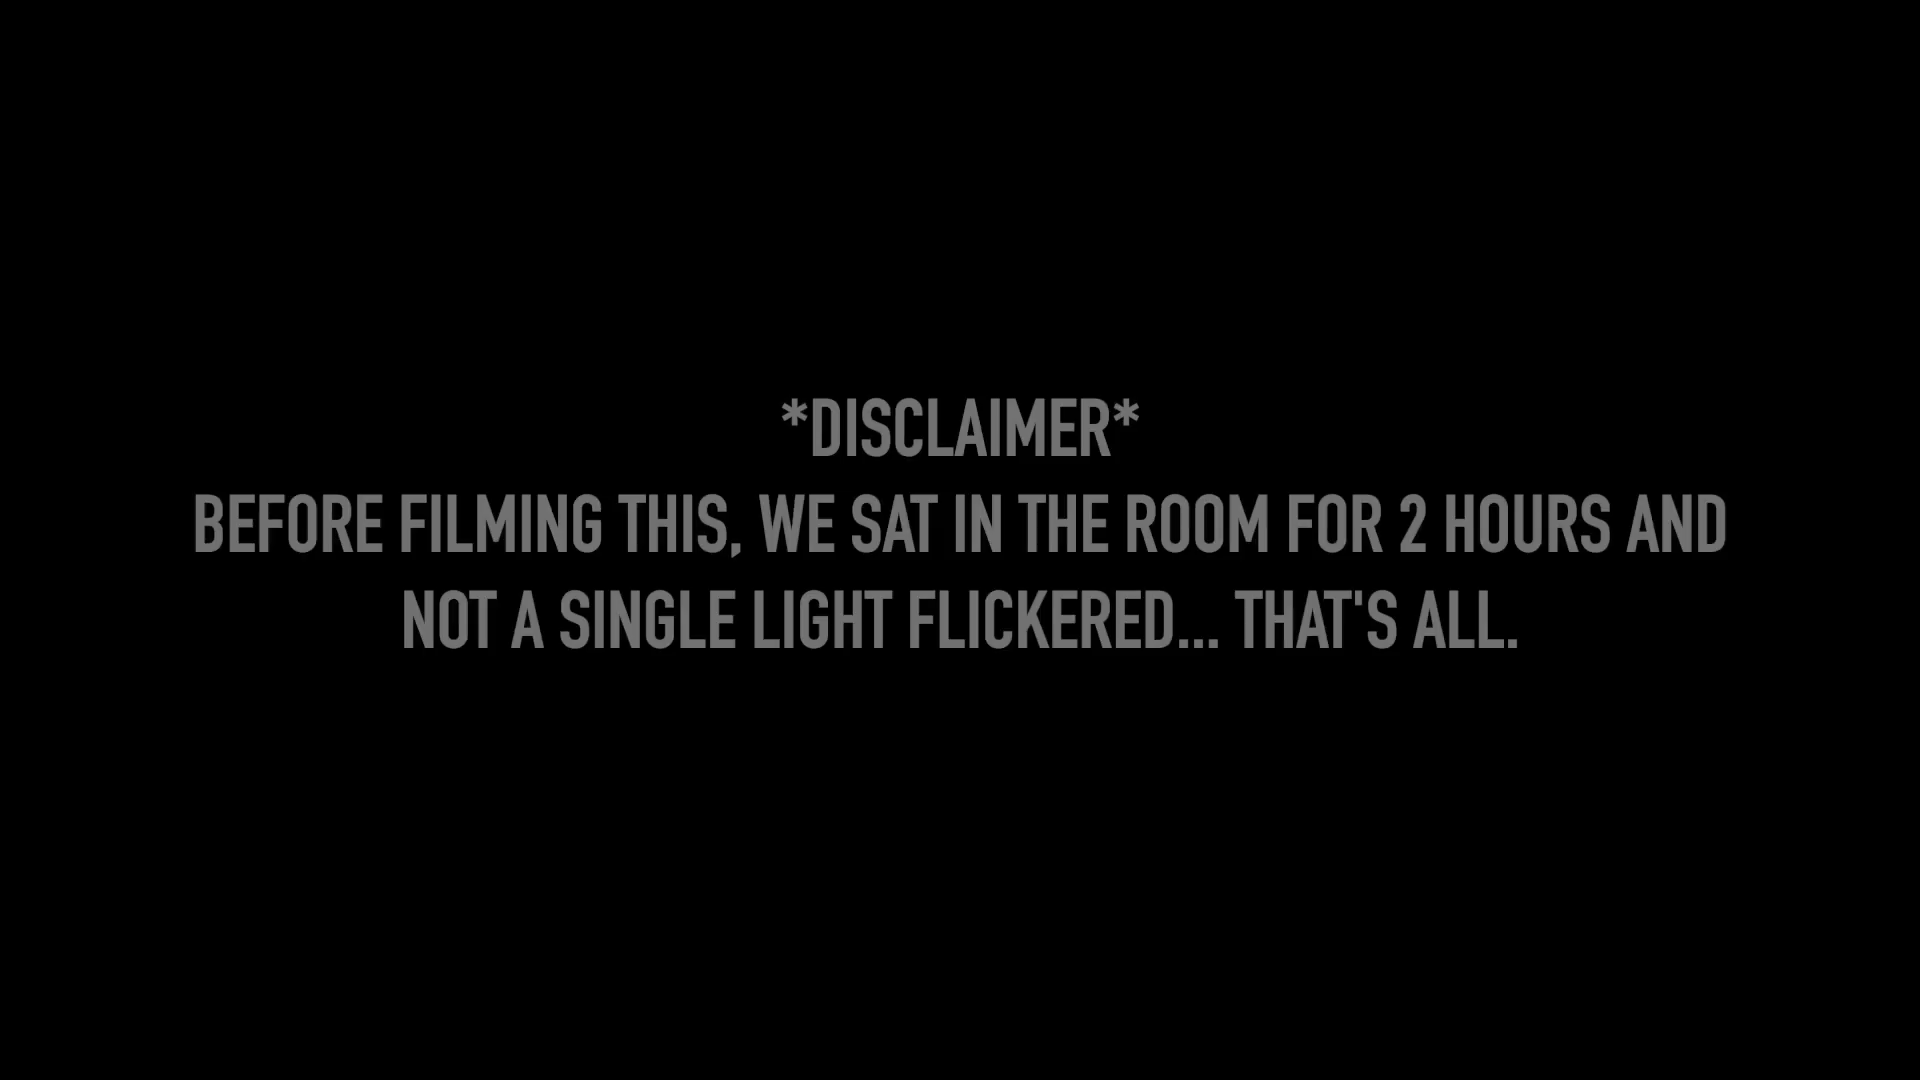 *DISCLAIMER*
BEFORE FILMING THIS, WE SAT IN THE ROOM FOR 2 HOURS AND
NOT A SINGLE LIGHT FLICKERED... THAT'S ALL.